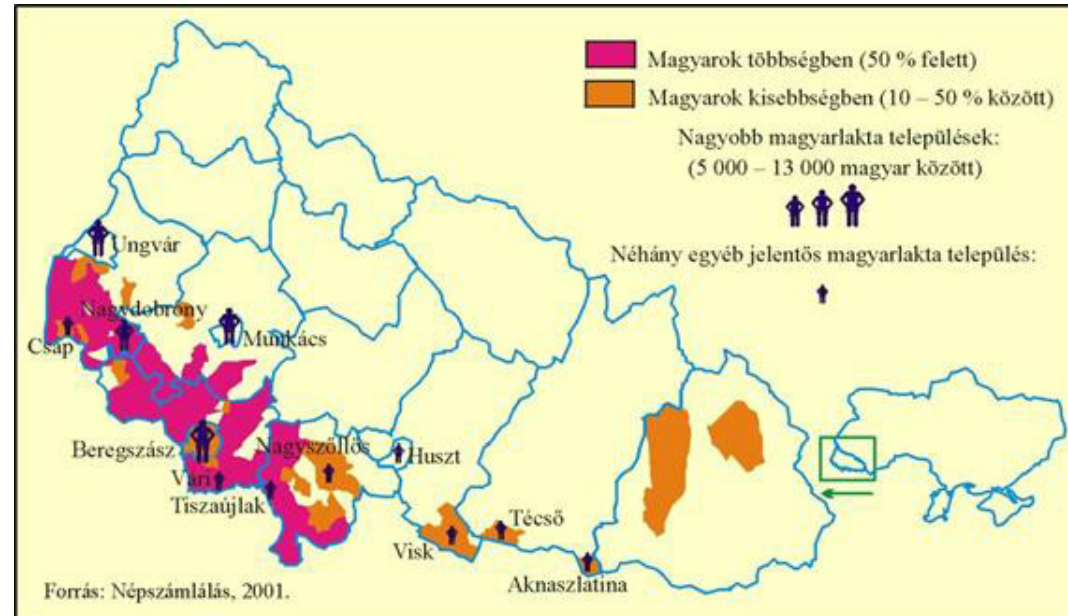 Magyarok többségben (50 % felett)
Magyarok kisebbségben (10 – 50 % között)
Nagyobb magyarlakta települések:
(5 000 – 13 000 magyar között)
Néhány egyéb jelentős magyarlakta település:
Ungvár
Nagydobrony
Csap
Munkács
Beregszász
Nagyszőllős
Huszt
Vári
Tiszaújlak
Técső
Visk
Aknaszlatina
Forrás: Népszámlálás, 2001.